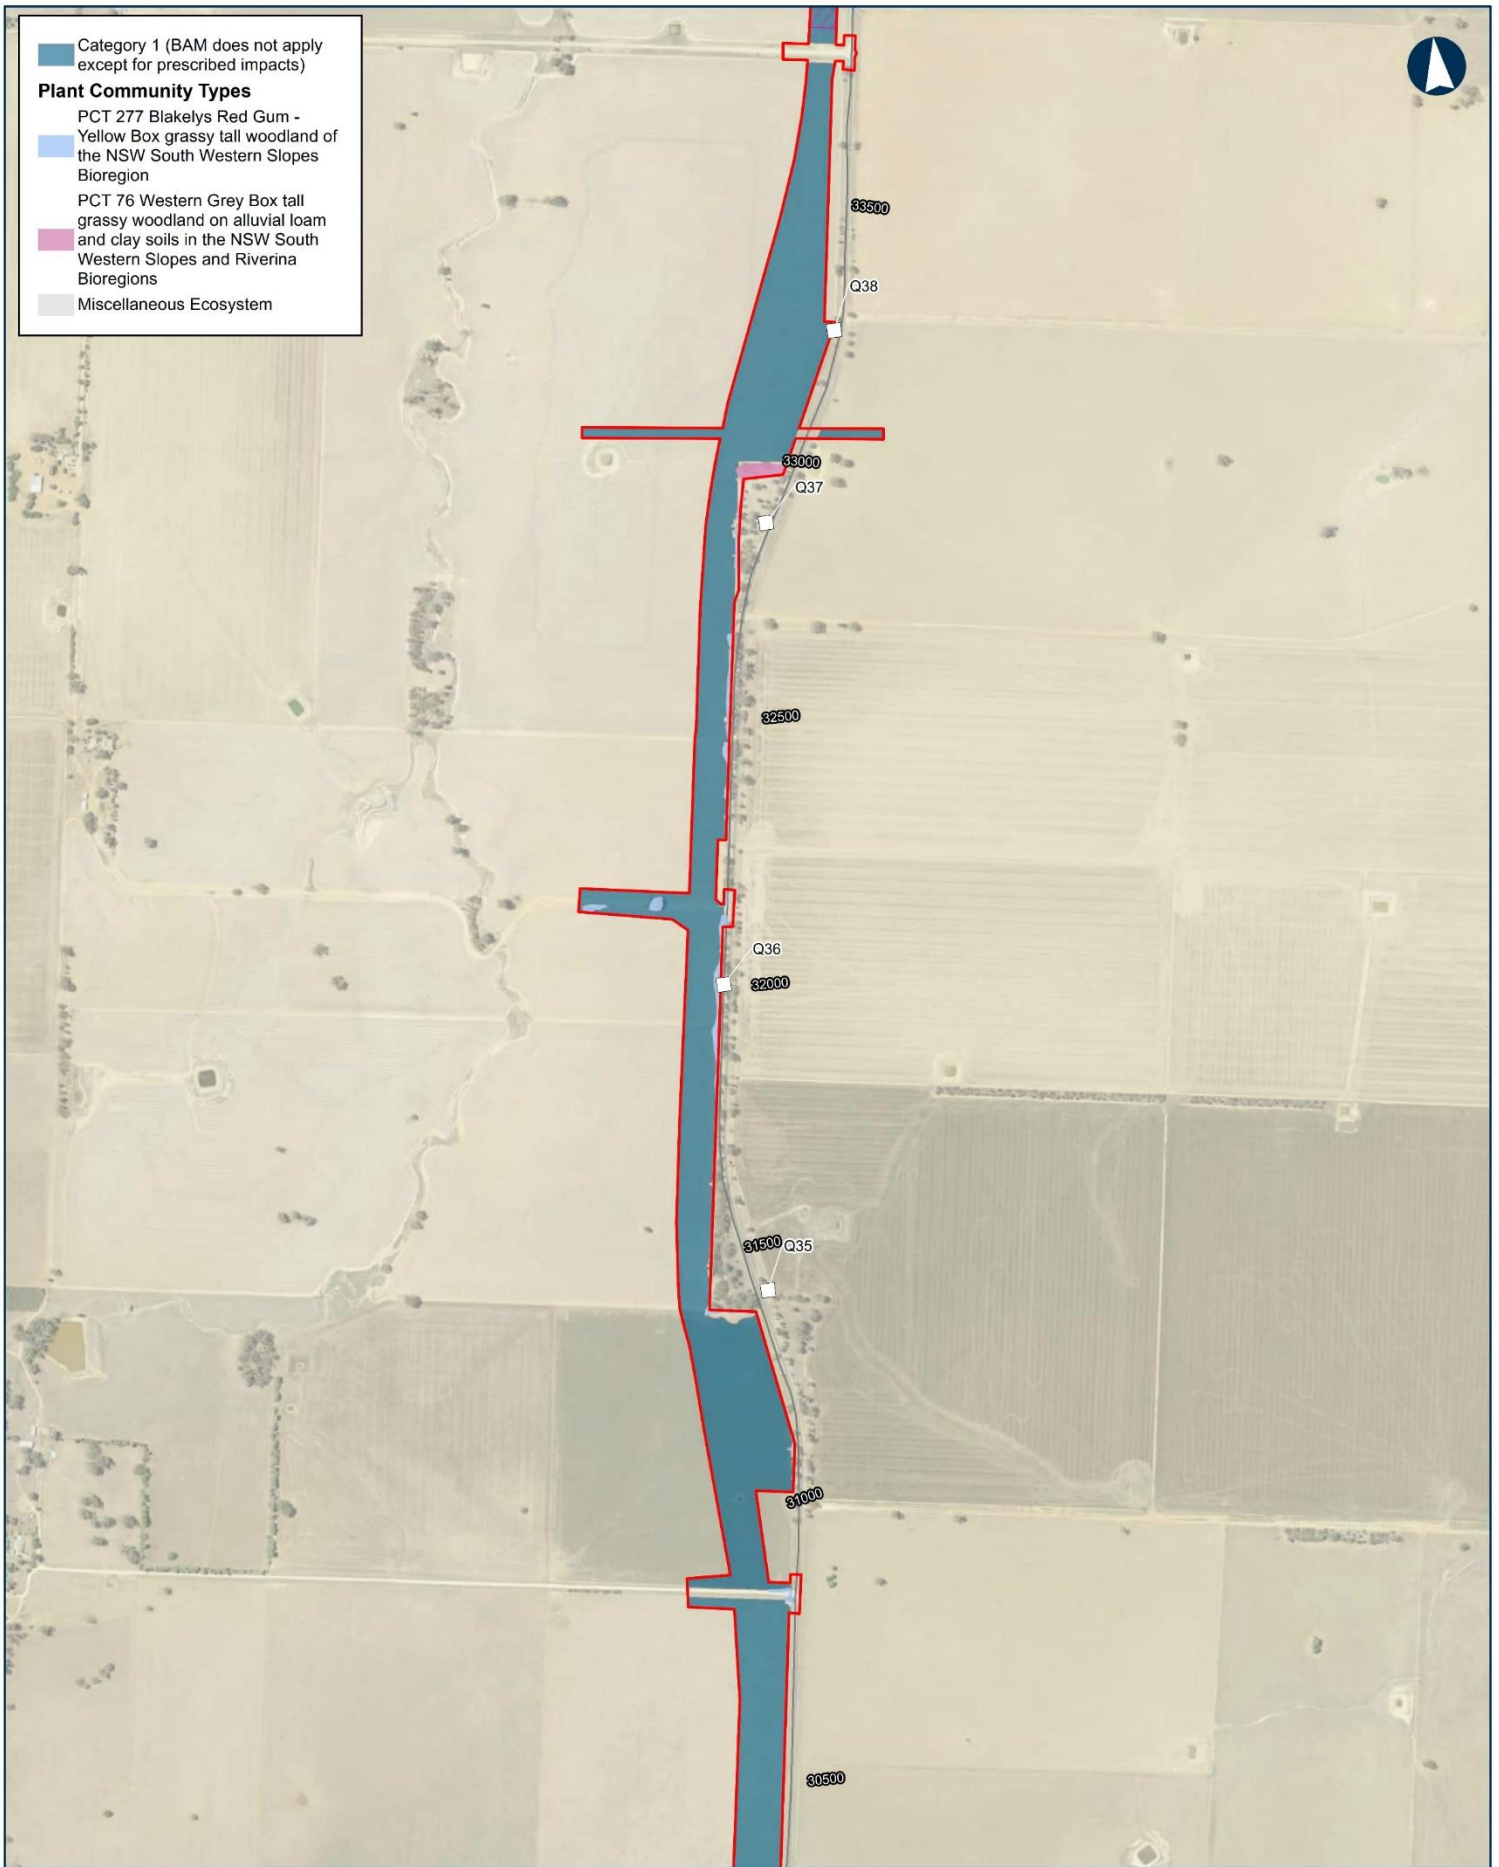 Category 1 (BAM does not apply
except for prescribed impacts)
Plant Community Types
PCT 277 Blakelys Red Gum -
Yellow Box grassy tall woodland of
the NSW South Western Slopes
Bioregion
PCT 76 Western Grey Box tall
grassy woodland on alluvial loam
and clay soils in the NSW South
Western Slopes and Riverina
Bioregions
Miscellaneous Ecosystem
33500
Q38
33000
Q37
32500
Q36
32000
31500
Q35
31000
30500